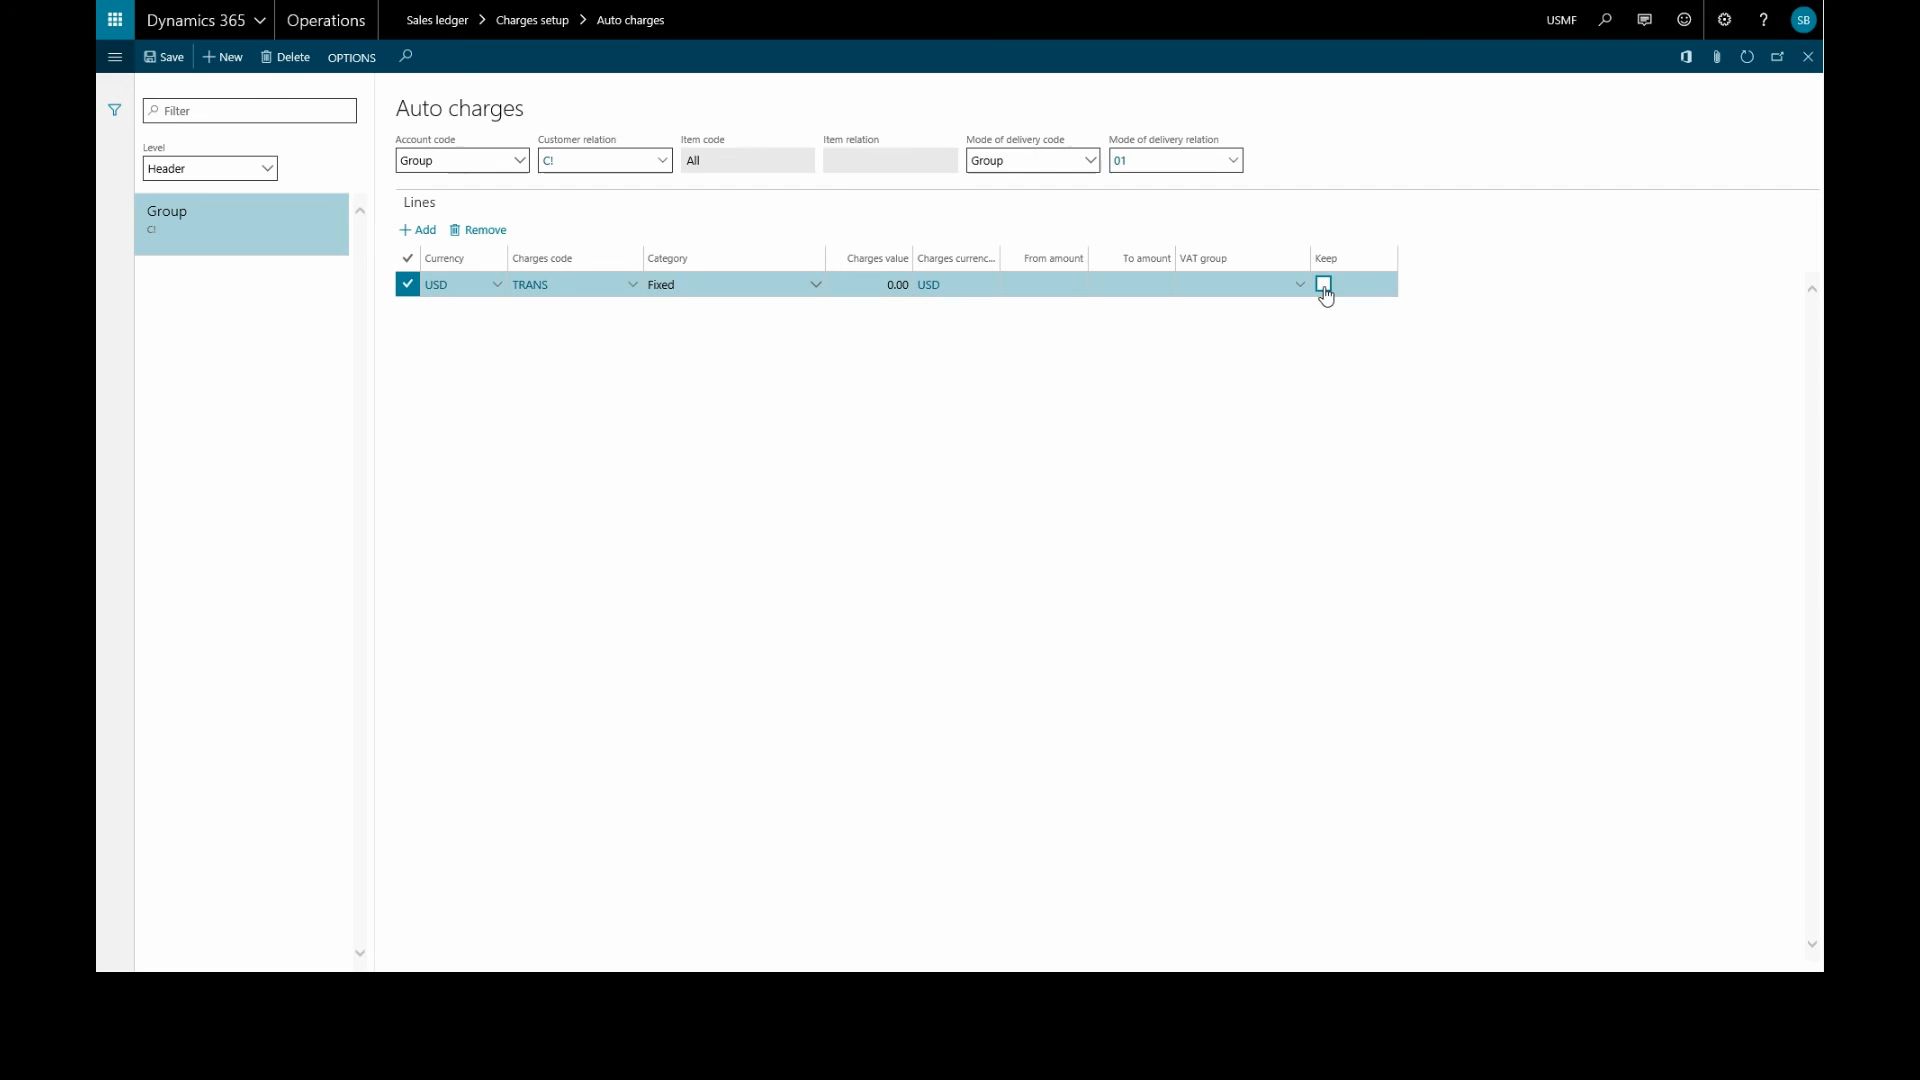 Dynamics 365 Operations Sales ledger Charges setup Auto charges USMF ? SB
Save New Delete OPTIONS
Filter
Level
Header
Group
C!
Auto charges
Account code Customer relation Item code Item relation Mode of delivery code Mode of delivery relation
Group C! All Group 01
Lines
Add Remove
Currency Charges code Category Charges value Charges currenc... From amount To amount VAT group Keep
USD TRANS Fixed 0.00 USD